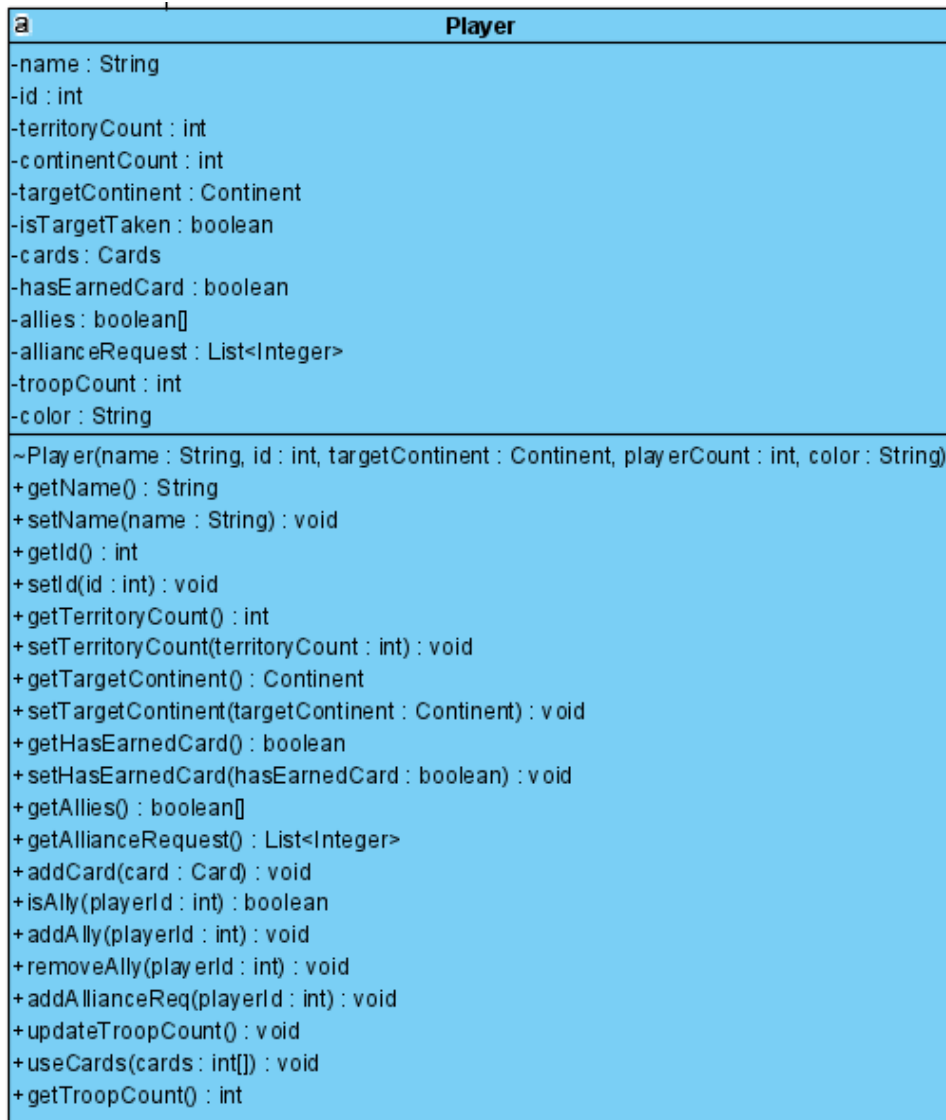 a
Player
-name : String
-id : int
-territoryCount : int
-continentCount : int
-targetContinent : Continent
-isTargetTaken : boolean
-cards : Cards
-hasEarnedCard : boolean
-allies : boolean[]
-allianceRequest : List<Integer>
-troopCount : int
-color : String
~Player(name : String, id : int, targetContinent : Continent, playerCount : int, color : String)
+getName() : String
+setName(name : String) : void
+getId() : int
+setId(id : int) : void
+getTerritoryCount() : int
+setTerritoryCount(territoryCount : int) : void
+getTargetContinent() : Continent
+setTargetContinent(targetContinent : Continent) : void
+getHasEarnedCard() : boolean
+setHasEarnedCard(hasEarnedCard : boolean) : void
+getAllies() : boolean[]
+getAllianceRequest() : List<Integer>
+addCard(card : Card) : void
+isAlly(playerId : int) : boolean
+addAlly(playerId : int) : void
+removeAlly(playerId : int) : void
+addAllianceReq(playerId : int) : void
+updateTroopCount() : void
+useCards(cards : int[]) : void
+getTroopCount() : int